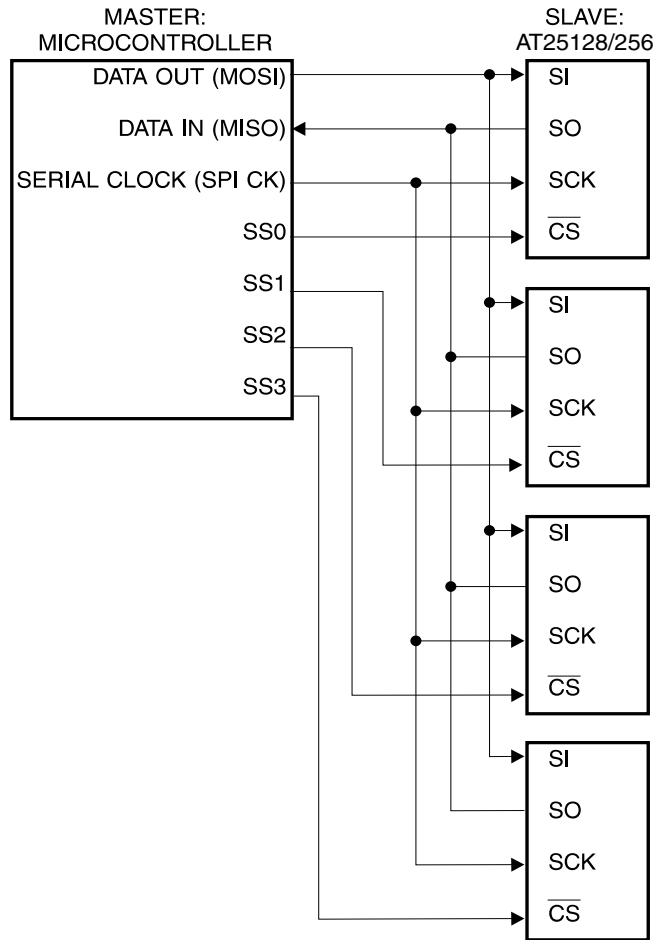 MASTER:
MICROCONTROLLER
DATA OUT (MOSI)
DATA IN (MISO)
SERIAL CLOCK (SPI CK)
SS0
SS1
SS2
SS3
SLAVE:
AT25128/256
SI
SO
SCK
CS
SI
SO
SCK
CS
SI
SO
SCK
CS
SI
SO
SCK
CS